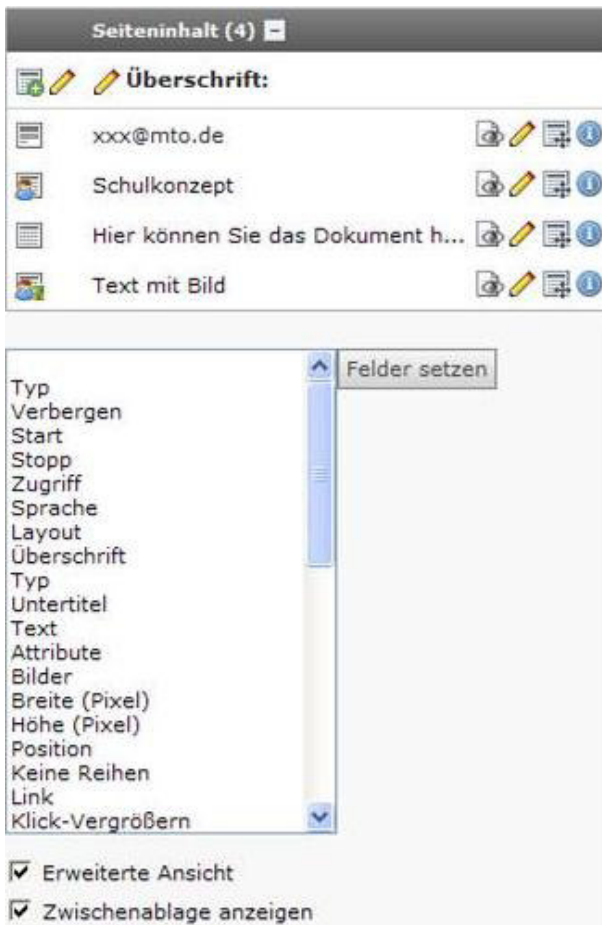 Seiteninhalt (4)
Überschrift:
xxx@mto.de
Schulkonzept
Hier können Sie das Dokument h...
Text mit Bild
Felder setzen
Typ
Verbergen
Start
Stopp
Zugriff
Sprache
Layout
Überschrift
Typ
Untertitel
Text
Attribute
Bilder
Breite (Pixel)
Höhe (Pixel)
Position
Keine Reihen
Link
Klick-Vergrößern
Erweiterte Ansicht
Zwischenablage anzeigen